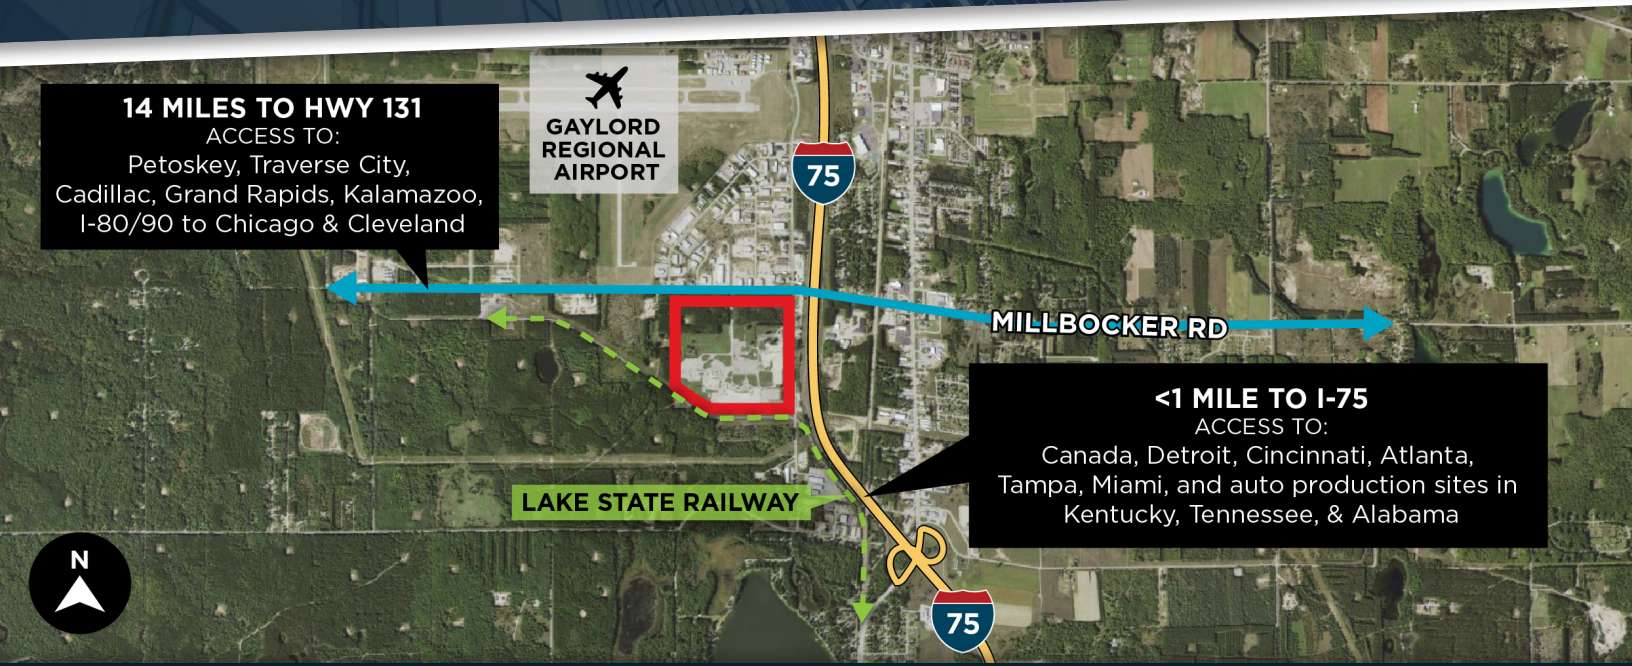 14 MILES TO HWY 131
ACCESS TO:
Petoskey, Traverse City,
Cadillac, Grand Rapids, Kalamazoo,
I-80/90 to Chicago & Cleveland
GAYLORD
REGIONAL
AIRPORT
75
MILLBOCKER RD
<1 MILE TO I-75
ACCESS TO:
Canada, Detroit, Cincinnati, Atlanta,
Tampa, Miami, and auto production sites in
Kentucky, Tennessee, & Alabama
LAKE STATE RAILWAY
N
75